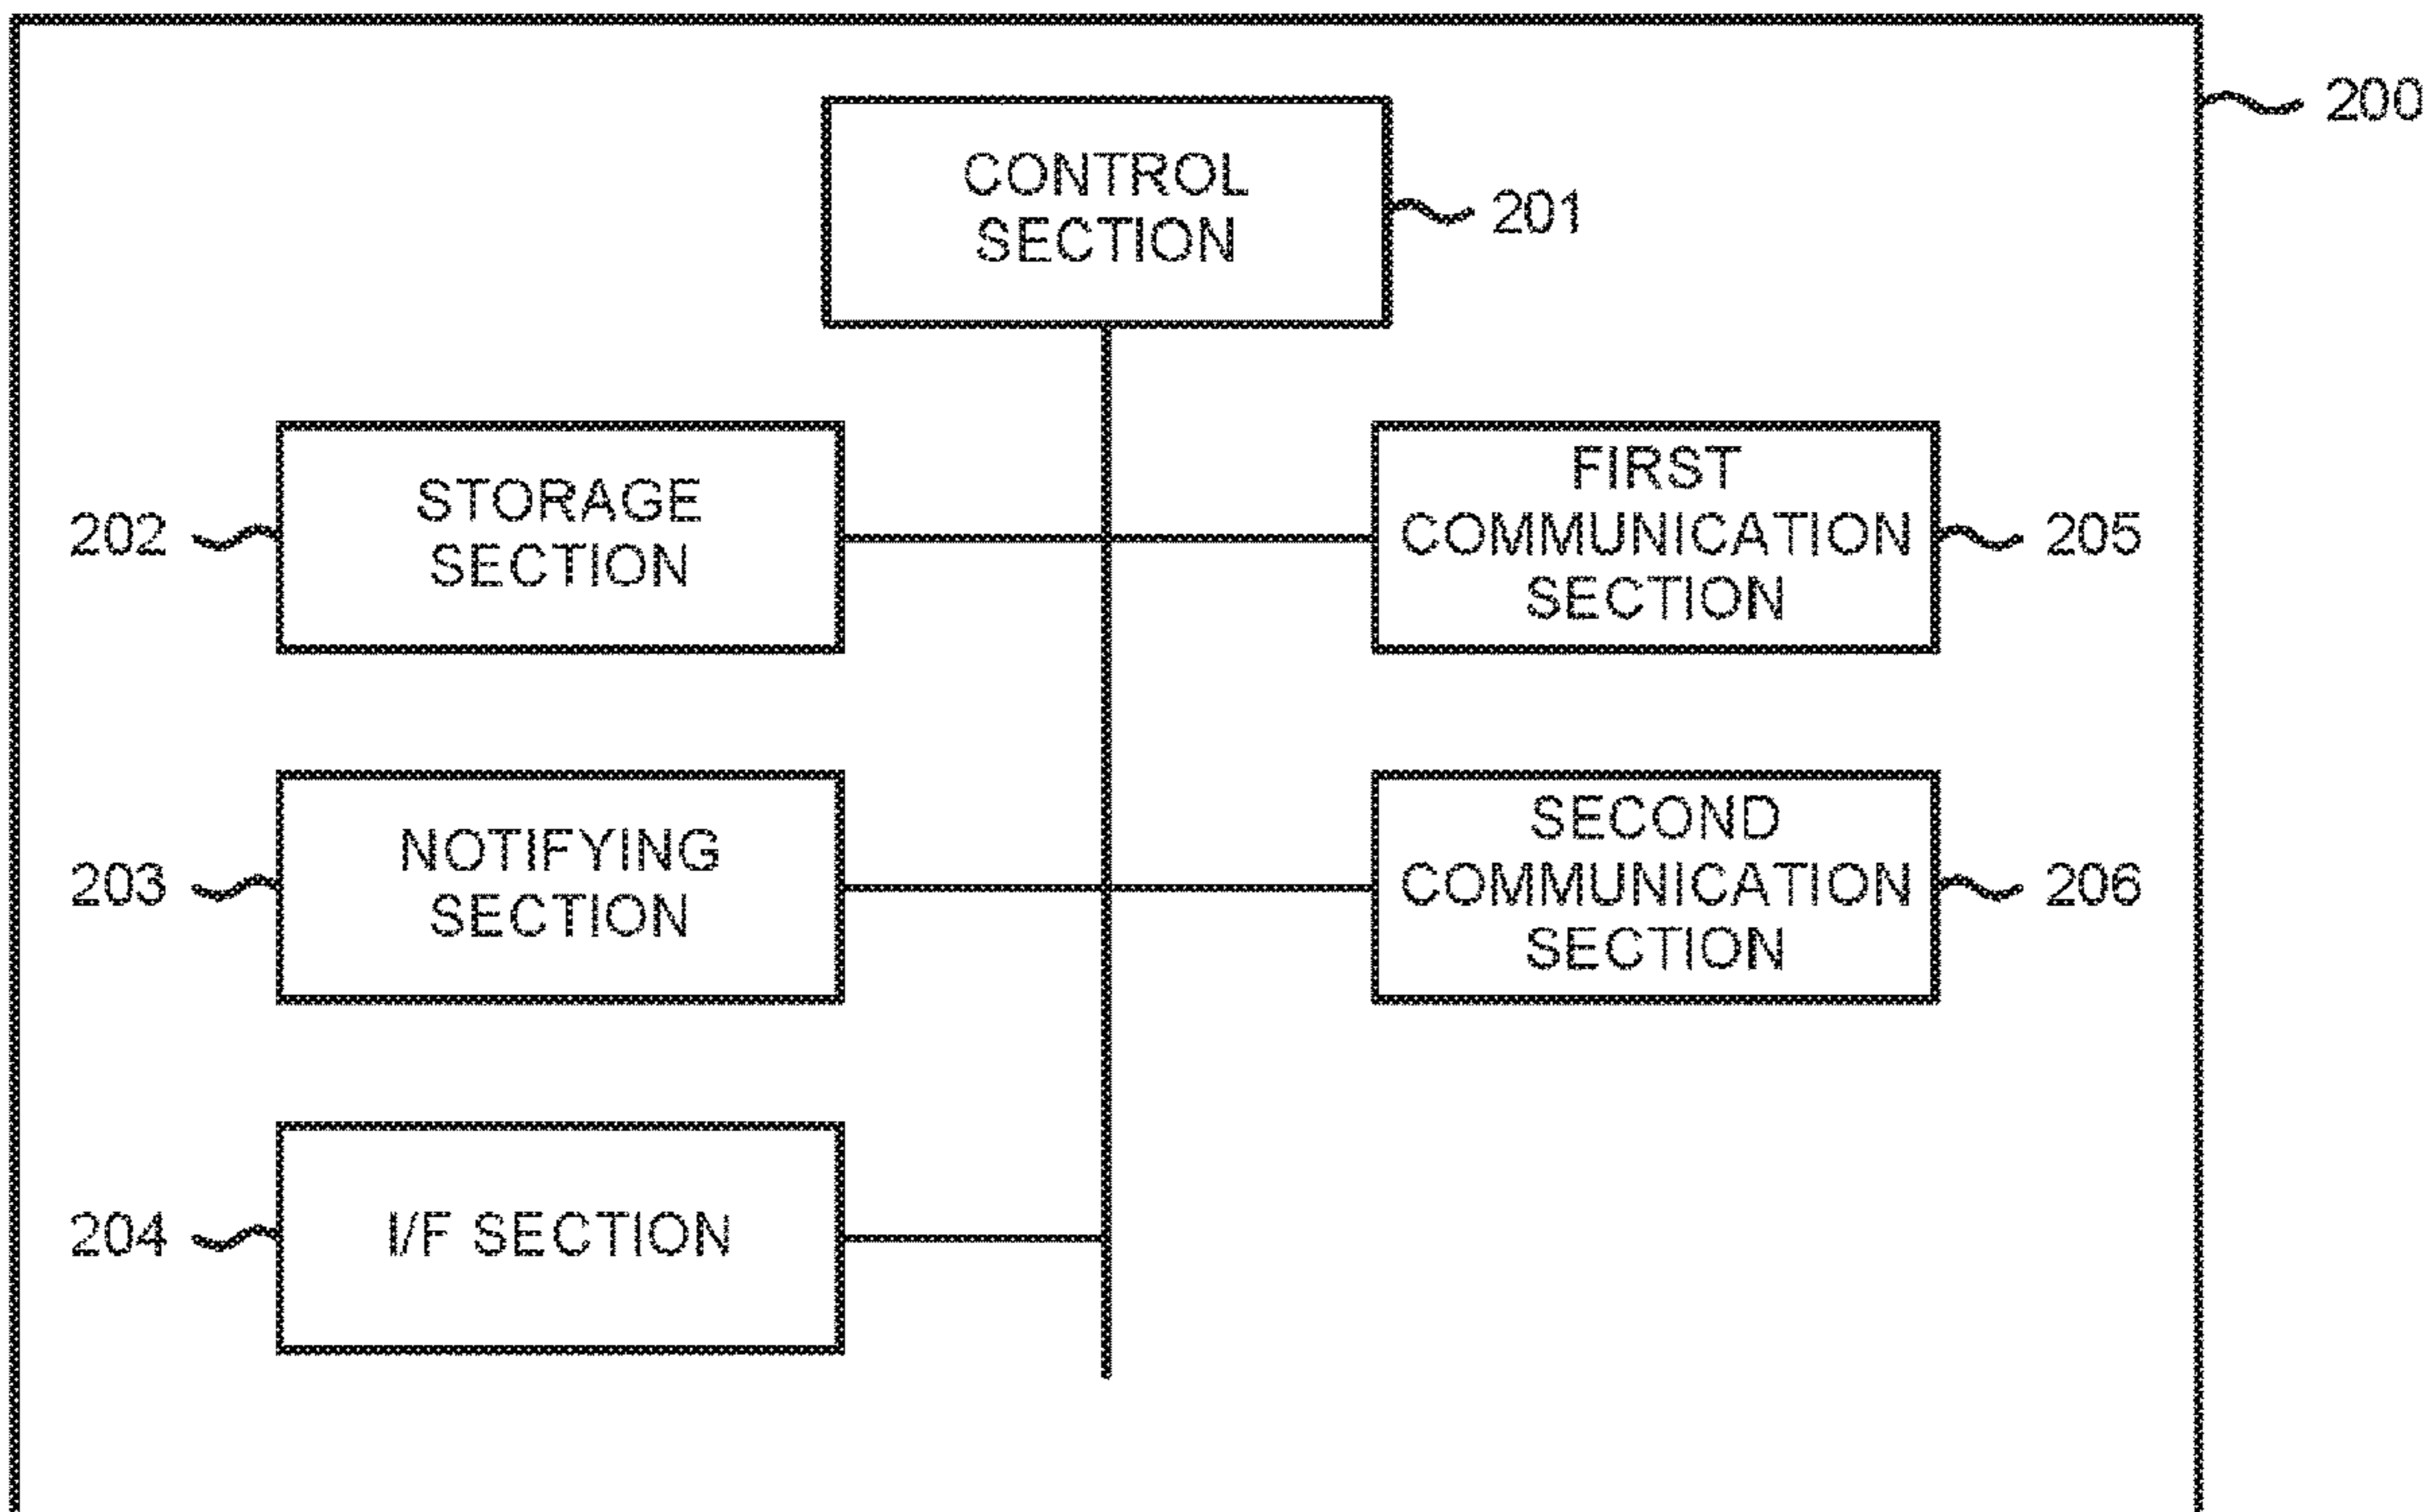 200
CONTROL
SECTION
201
202
STORAGE
SECTION
FIRST
COMMUNICATION
SECTION
205
203
NOTIFYING
SECTION
SECOND
COMMUNICATION
SECTION
206
204
I/F SECTION